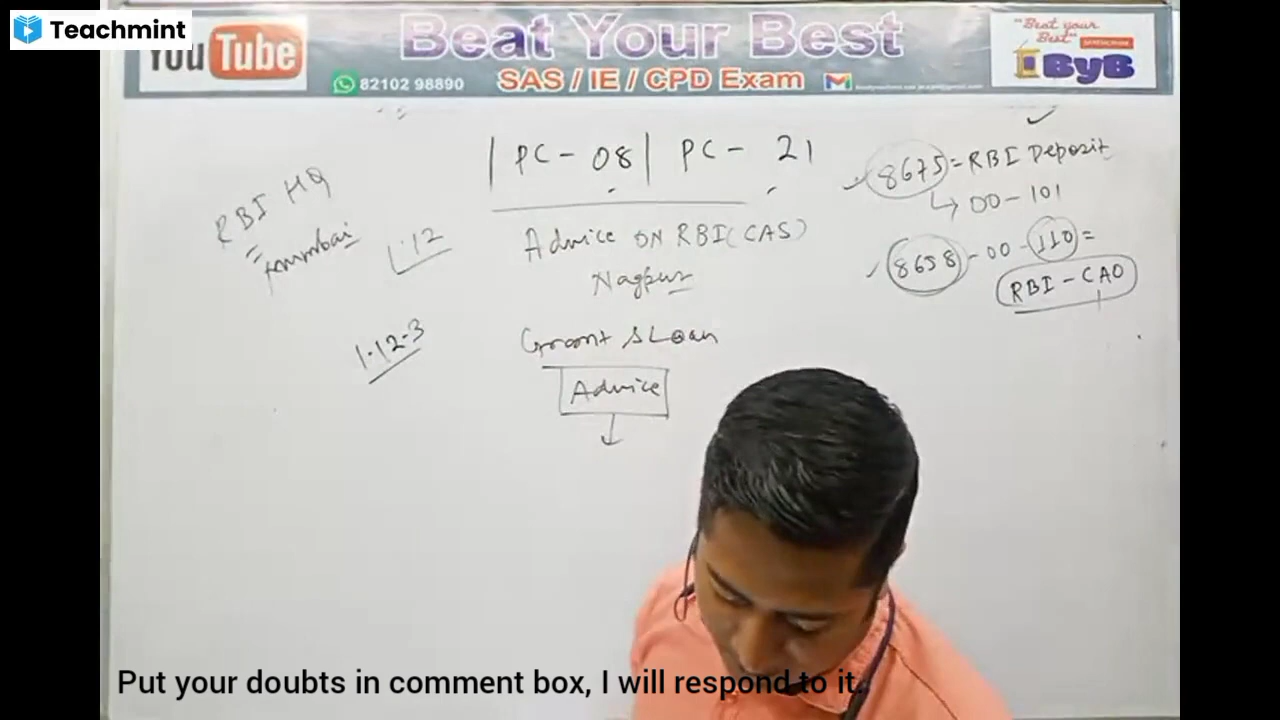 Teachmint
YouTube
Beat Your Best
SAS / IE / CPD Exam
82102 98890
"Beat your Best"
ByB
PC - 08 | PC - 21
8675 = RBI Deposit
↳ 00 - 101
RBI HQ
Mumbai
1.12
Advice ON RBI (CAS)
Nagpur
8658 - 00 - 110 =
RBI - CAO
1.12.3
Grant & Loan
Advice
Put your doubts in comment box, I will respond to it.